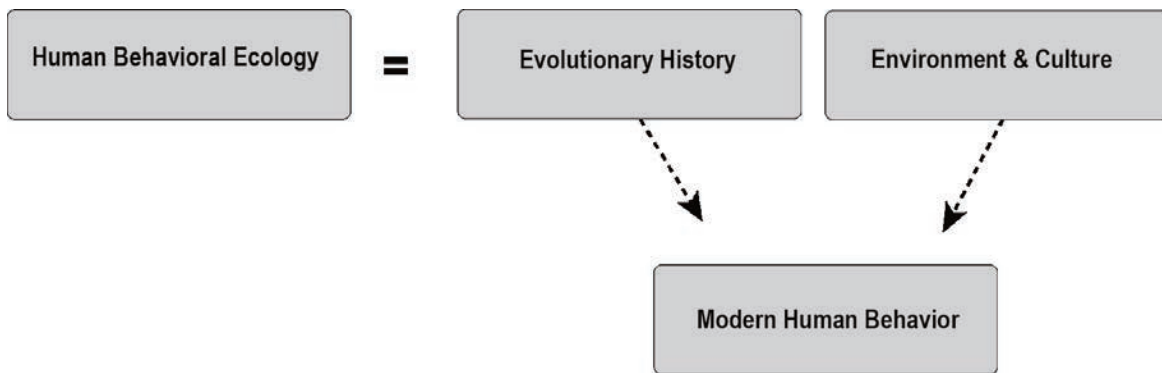 Human Behavioral Ecology
=
Evolutionary History
Environment & Culture
Modern Human Behavior